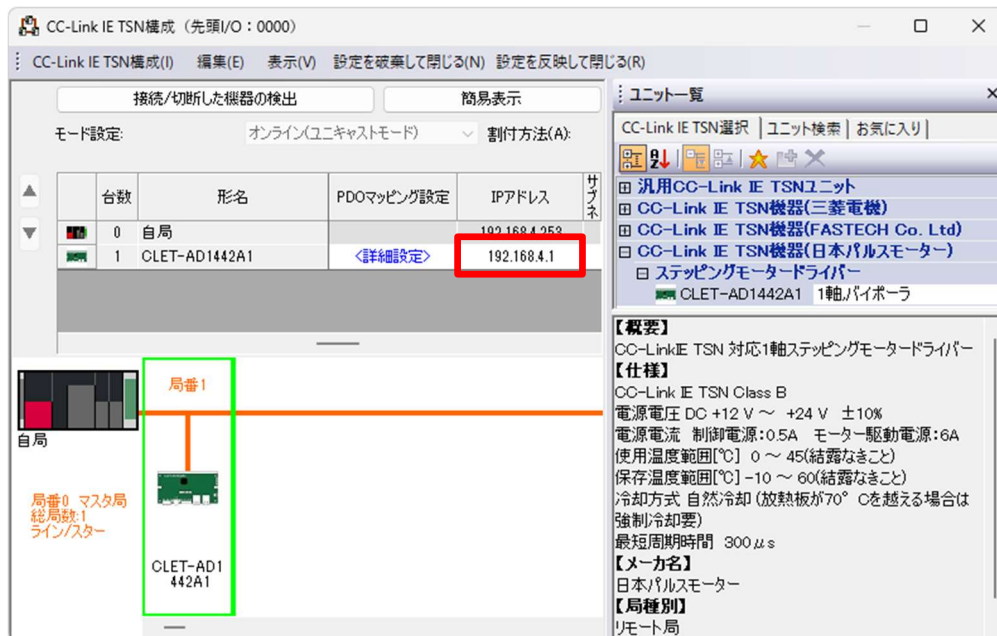 CC-Link IE TSN構成（先頭I/O：0000）
CC-Link IE TSN構成(I) 編集(E) 表示(V) 設定を破棄して閉じる(N) 設定を反映して閉じる(R)
接続/切断した機器の検出 簡易表示
モード設定: オンライン(ユニキャストモード) 割付方法(A):
台数 形名 PDOマッピング設定 IPアドレス サブネ
0 自局 192.168.4.253
1 CLET-AD1442A1 <詳細設定> 192.168.4.1
局番1
自局
局番0 マスタ局
総局数:1
ライン/スター
CLET-AD1
442A1
ユニット一覧
CC-Link IE TSN選択 ユニット検索 お気に入り
汎用CC-Link IE TSNユニット
CC-Link IE TSN機器(三菱電機)
CC-Link IE TSN機器(FASTECH Co. Ltd)
CC-Link IE TSN機器(日本パルスモーター)
ステッピングモータードライバー
CLET-AD1442A1 1軸,バイポーラ
【概要】
CC-LinkIE TSN 対応1軸ステッピングモータードライバー
【仕様】
CC-Link IE TSN Class B
電源電圧 DC +12 V ～ +24 V ±10%
電源電流 制御電源:0.5A モーター駆動電源:6A
使用温度範囲[℃] 0 ～ 45(結露なきこと)
保存温度範囲[℃] -10 ～ 60(結露なきこと)
冷却方式 自然冷却 (放熱板が70°Cを越える場合は
強制冷却要)
最短周期時間 300μs
【メーカ名】
日本パルスモーター
【局種別】
リモート局